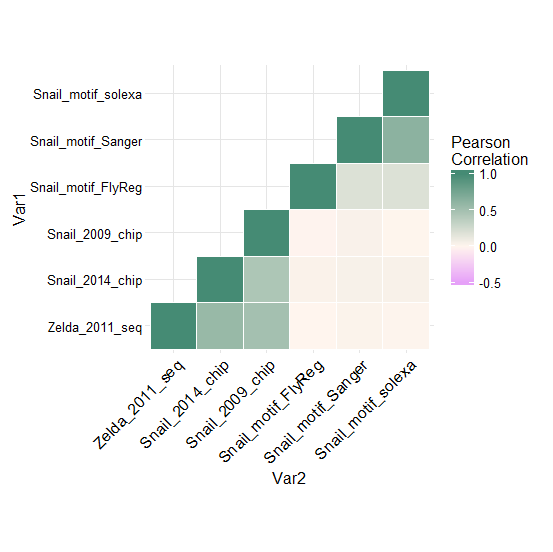 Snail_motif_solexa
Snail_motif_Sanger
Snail_motif_FlyReg
Snail_2009_chip
Snail_2014_chip
Zelda_2011_seq
Var1
Zelda_2011_seq
Snail_2014_chip
Snail_2009_chip
Snail_motif_FlyReg
Snail_motif_Sanger
Snail_motif_solexa
Var2
Pearson
Correlation
1.0
0.5
0.0
-0.5